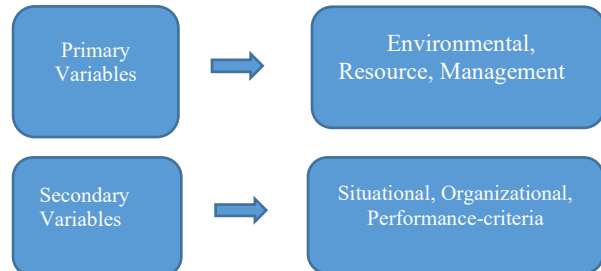 Primary
Variables
Environmental,
Resource, Management
Secondary
Variables
Situational, Organizational,
Performance-criteria